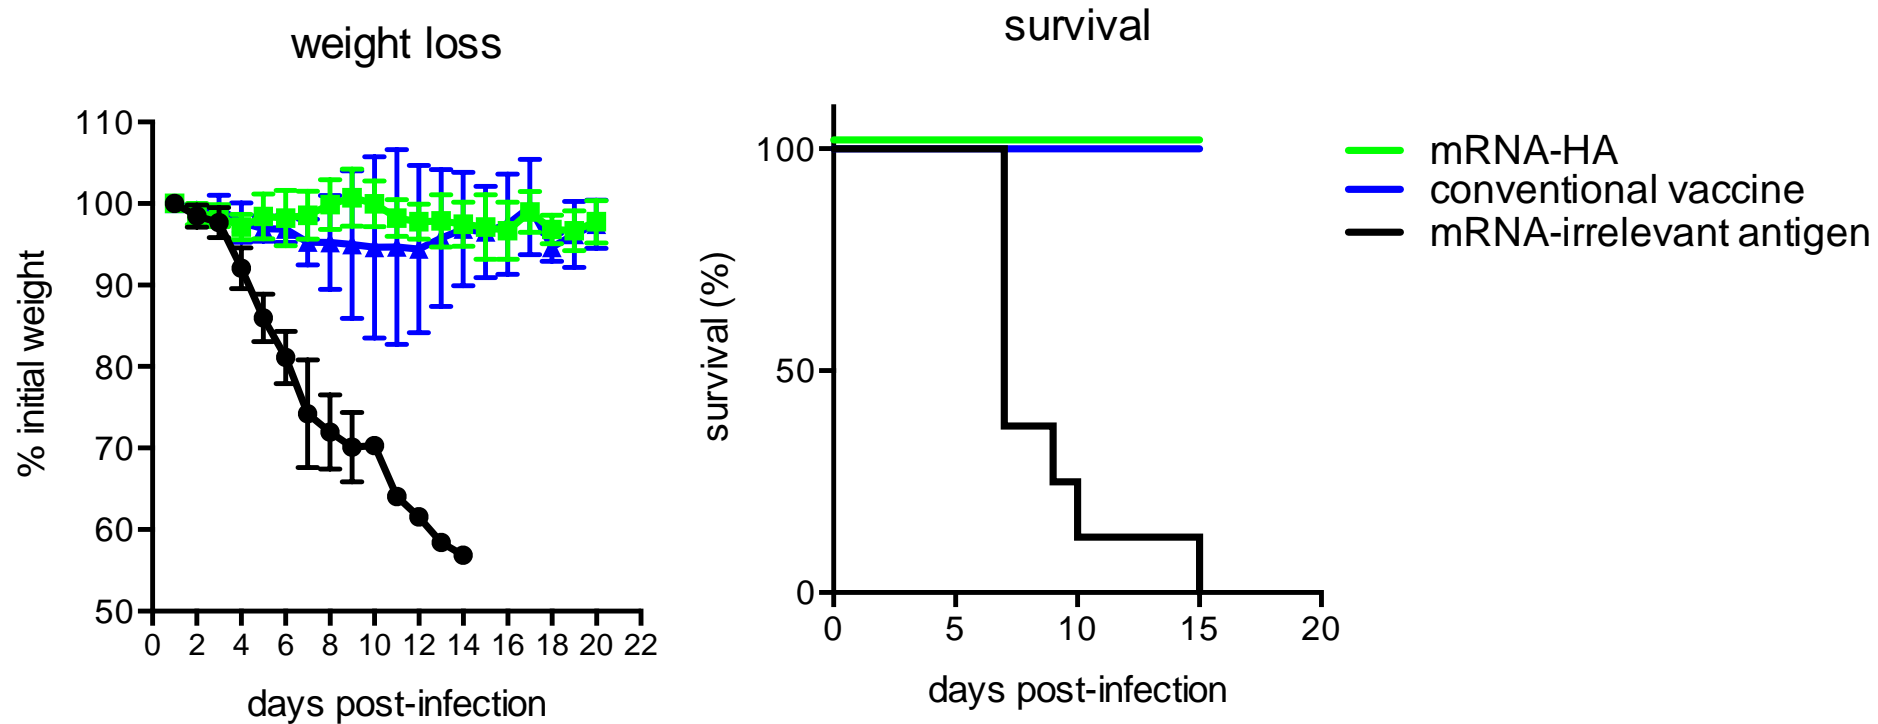 weight loss
110
100
90
80
70
60
50
0 2 4 6 8 10 12 14 16 18 20 22
% initial weight
days post-infection
survival
100
50
0
0 5 10 15 20
survival (%)
days post-infection
mRNA-HA
conventional vaccine
mRNA-irrelevant antigen